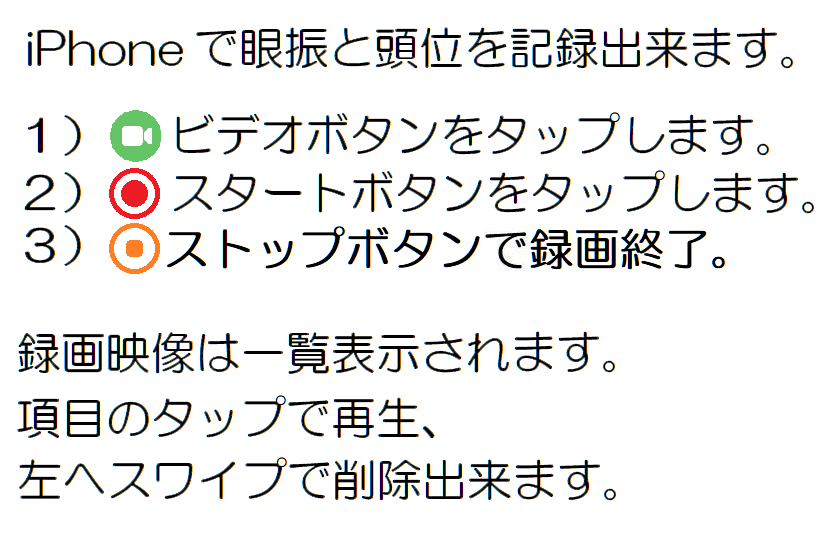 iPhoneで眼振と頭位を記録出来ます。
１）ビデオボタンをタップします。
２）スタートボタンをタップします。
３）ストップボタンで録画終了。
録画映像は一覧表示されます。
項目のタップで再生、
左へスワイプで削除出来ます。